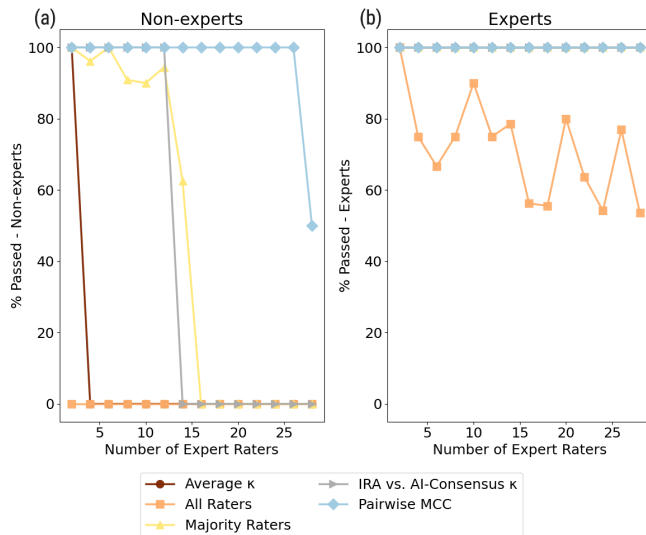 (a)
Non-experts
% Passed - Non-experts
100
80
60
40
20
0
5 10 15 20 25
Number of Expert Raters
(b)
Experts
% Passed - Experts
100
80
60
40
20
0
5 10 15 20 25
Number of Expert Raters
Average κ
All Raters
Majority Raters
IRA vs. AI-Consensus κ
Pairwise MCC